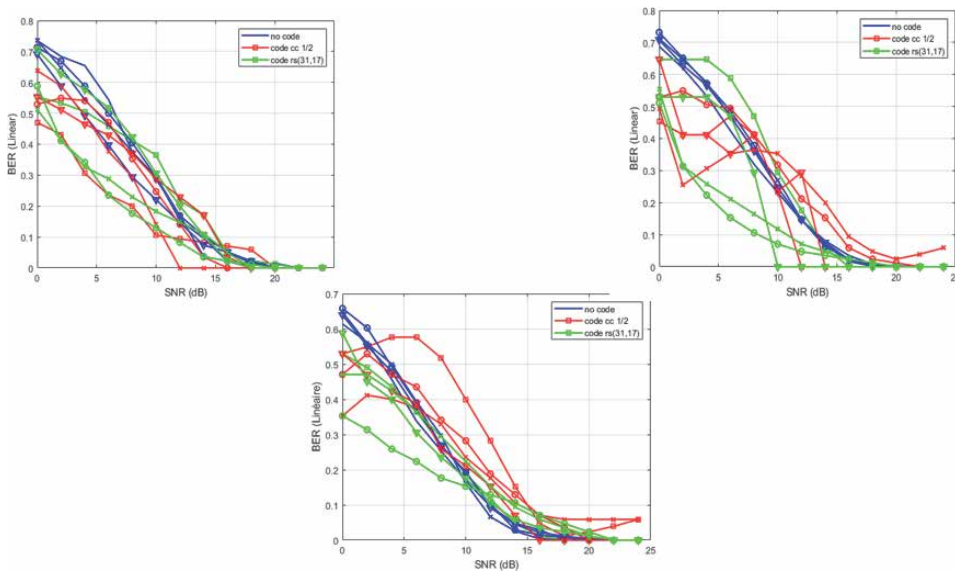 0.8
0.7
0.6
0.5
0.4
0.3
0.2
0.1
0
BER (Linear)
0 5 10 15 20
SNR (dB)
no code
code cc 1/2
code rs(31,17)
0.8
0.7
0.6
0.5
0.4
0.3
0.2
0.1
0
BER (Linear)
0 5 10 15 20 25
SNR (dB)
no code
code cc 1/2
code rs(31,17)
0.7
0.6
0.5
0.4
0.3
0.2
0.1
0
BER (Linéaire)
0 5 10 15 20 25
SNR (dB)
no code
code cc 1/2
code rs(31,17)